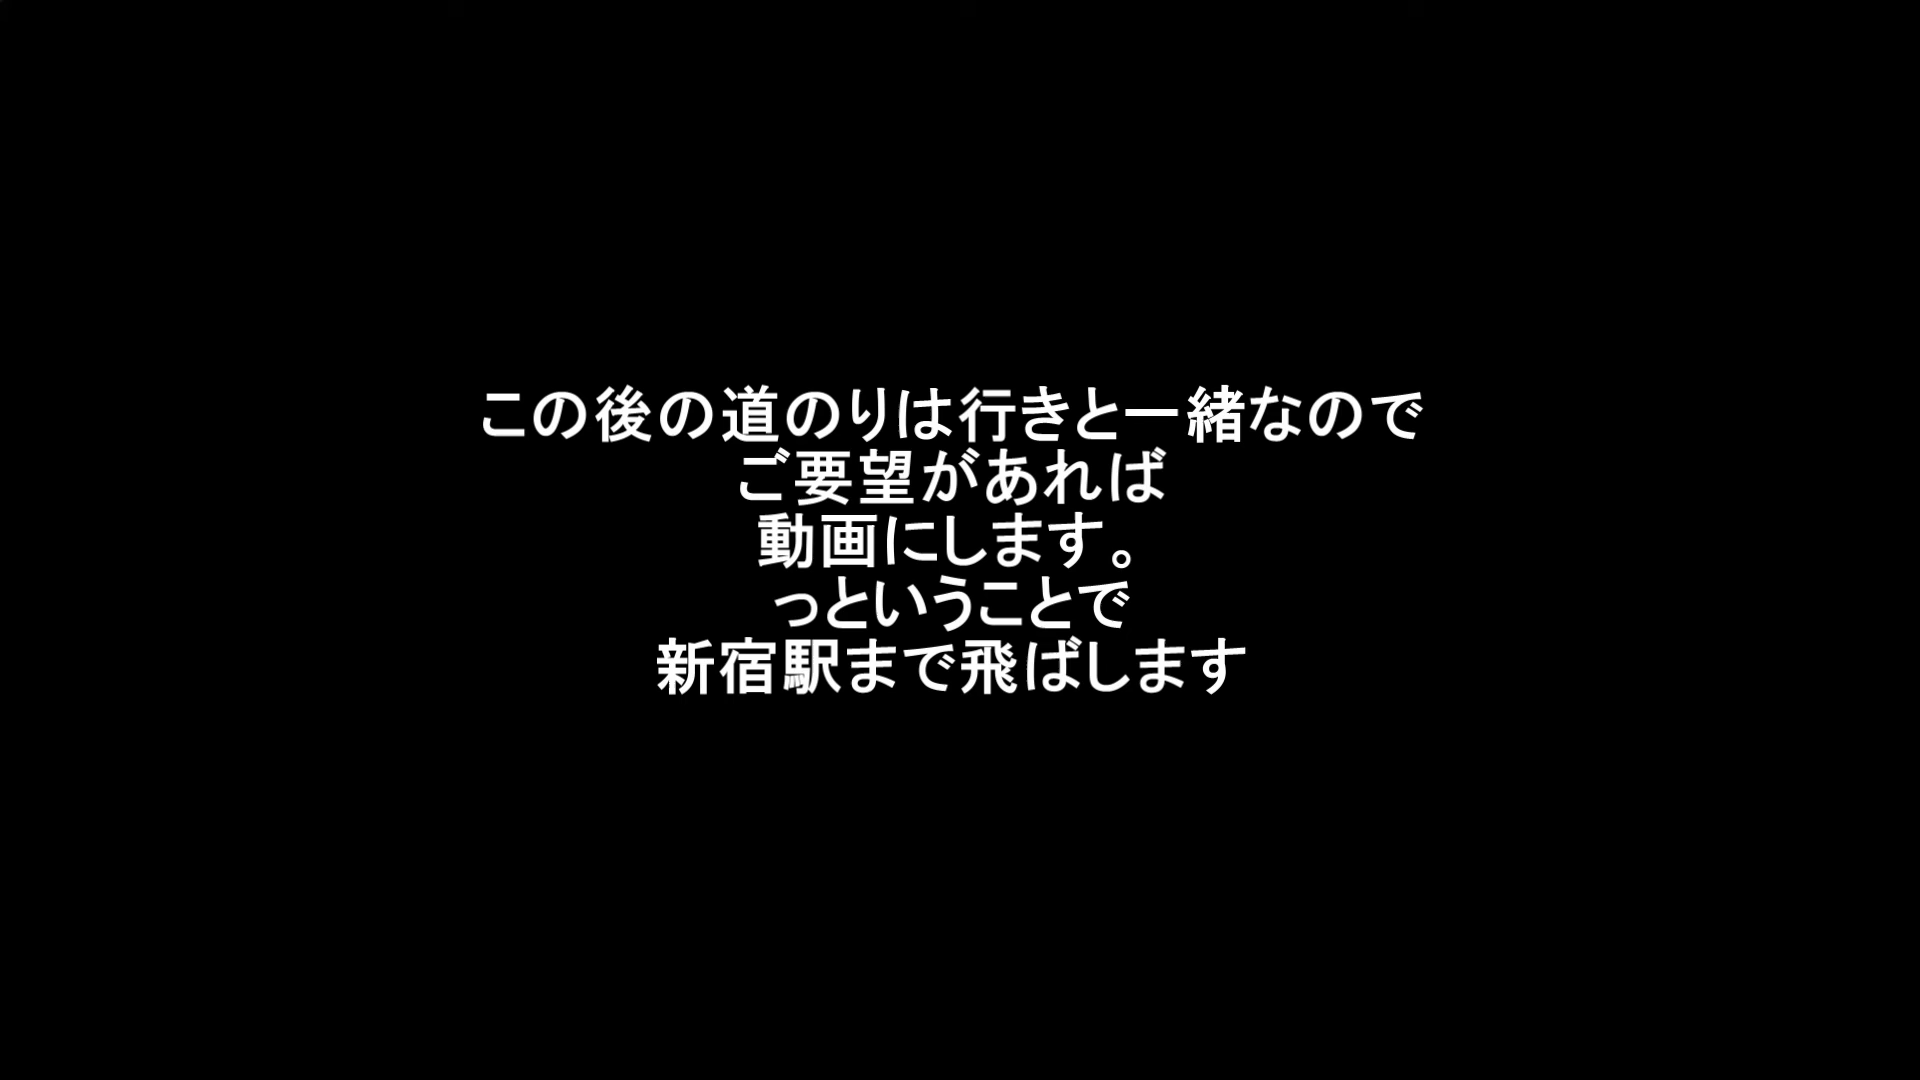 この後の道のりは行きと一緒なので
ご要望があれば
動画にします。
っということで
新宿駅まで飛ばします